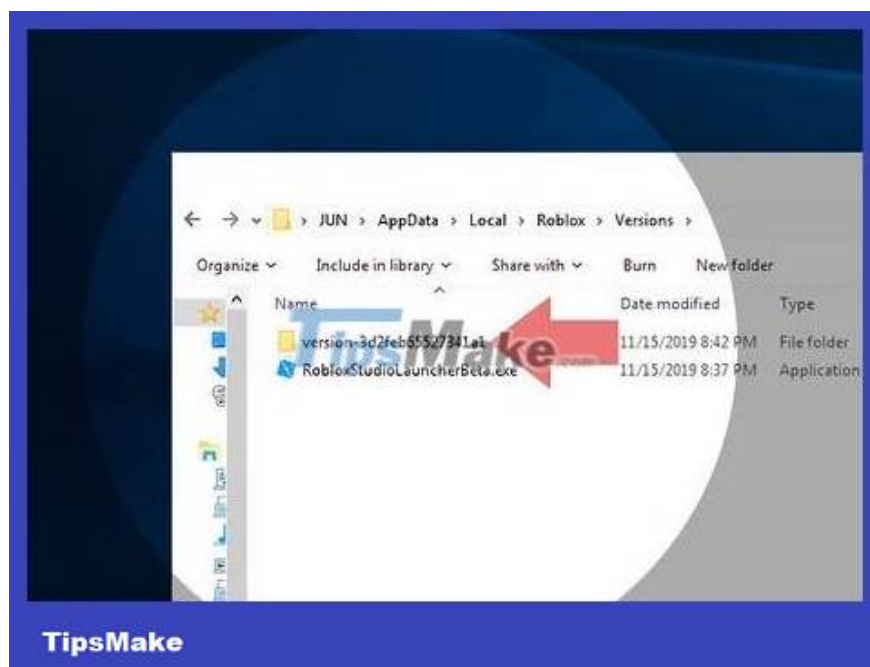 JUN > AppData > Local > Roblox > Versions >
Organize Include in library Share with Burn New folder
Name Date modified Type
version-3d2feb65527341a1 11/15/2019 8:42 PM File folder
RobloxStudioLauncherBeta.exe 11/15/2019 8:37 PM Application
TipsMake.com
TipsMake